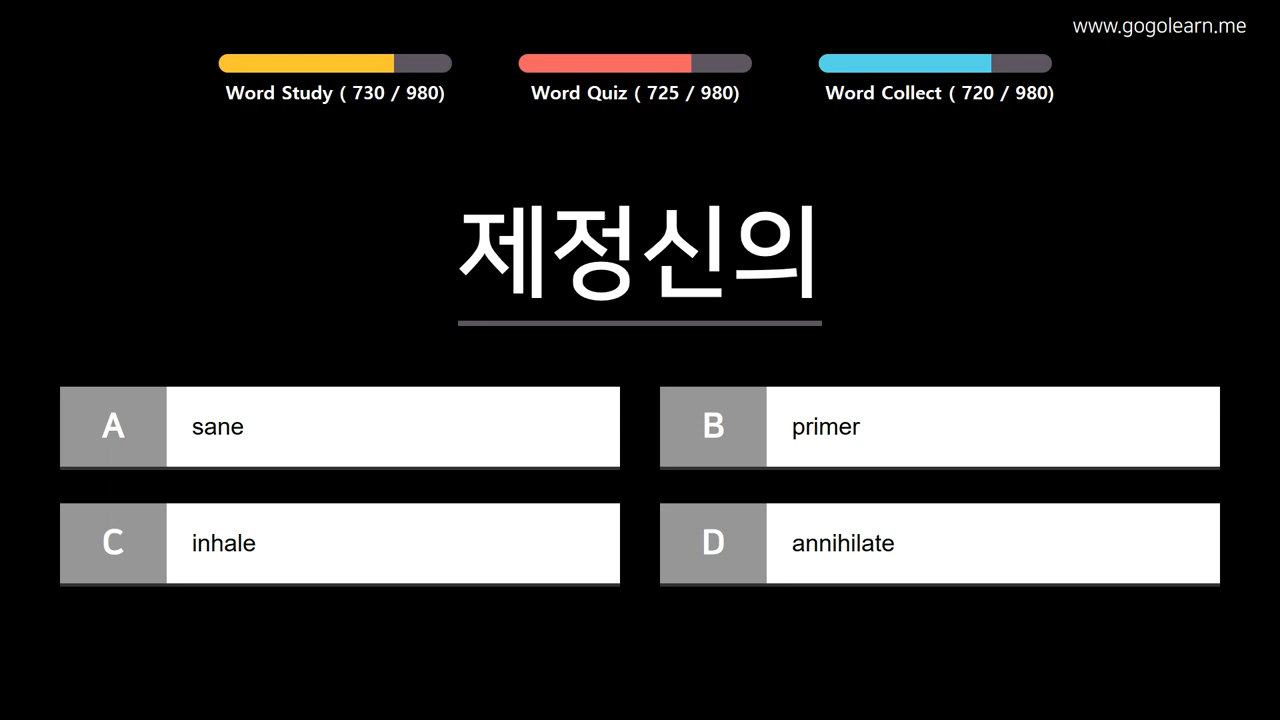 www.gogolearn.me
Word Study ( 730 / 980)
Word Quiz ( 725 / 980)
Word Collect ( 720 / 980)
제정신의
A sane
B primer
C inhale
D annihilate